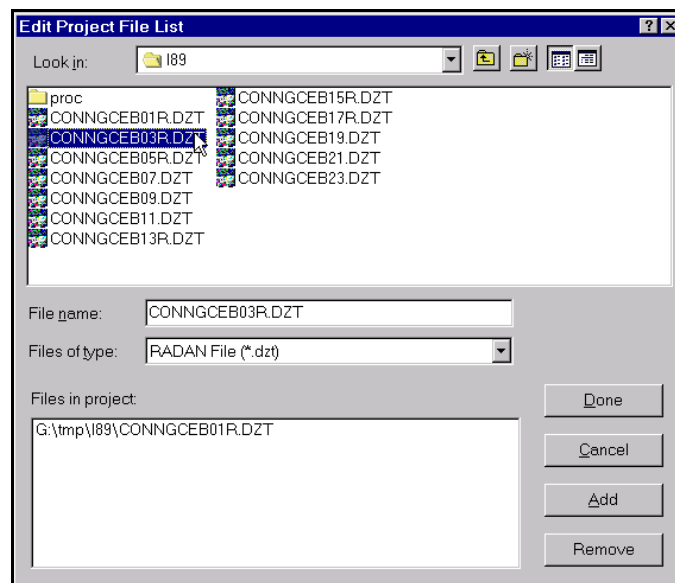 Edit Project File List
Look in: I89
proc
CONNGCEB01R.DZT
CONNGCEB03R.DZT
CONNGCEB05R.DZT
CONNGCEB07.DZT
CONNGCEB09.DZT
CONNGCEB11.DZT
CONNGCEB13R.DZT
CONNGCEB15R.DZT
CONNGCEB17R.DZT
CONNGCEB19.DZT
CONNGCEB21.DZT
CONNGCEB23.DZT
File name: CONNGCEB03R.DZT
Files of type: RADAN File (*.dzt)
Files in project:
G:\tmp\I89\CONNGCEB01R.DZT
Done
Cancel
Add
Remove